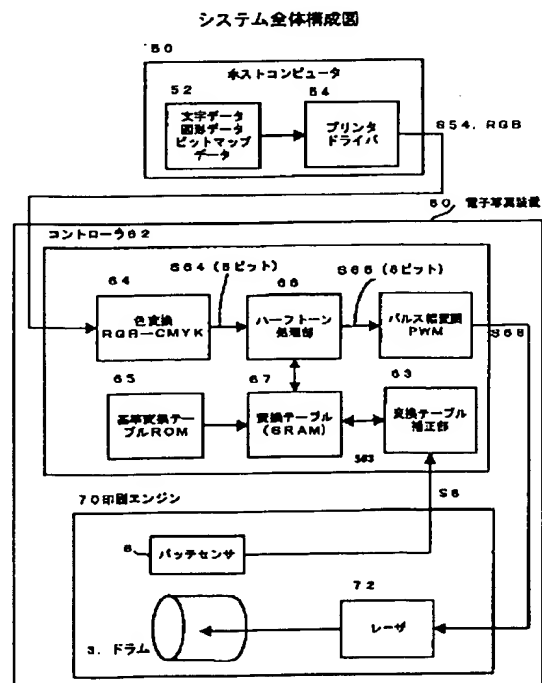 システム全体構成図
50
ホストコンピュータ
52
文字データ
図形データ
ビットマップ
データ
54
プリンタ
ドライバ
S54, RGB
60 電子写真装置
コントローラ62
64
色変換
RGB→CMYK
S64 (8ビット)
66
ハーフトーン
処理部
S66 (8ビット)
パルス幅変調
PWM
S68
65
基準変換テー
ブルROM
67
変換テーブル
(SRAM)
63
変換テーブル
補正部
S63
S6
70印刷エンジン
6
パッチセンサ
72
レーザ
3. ドラム